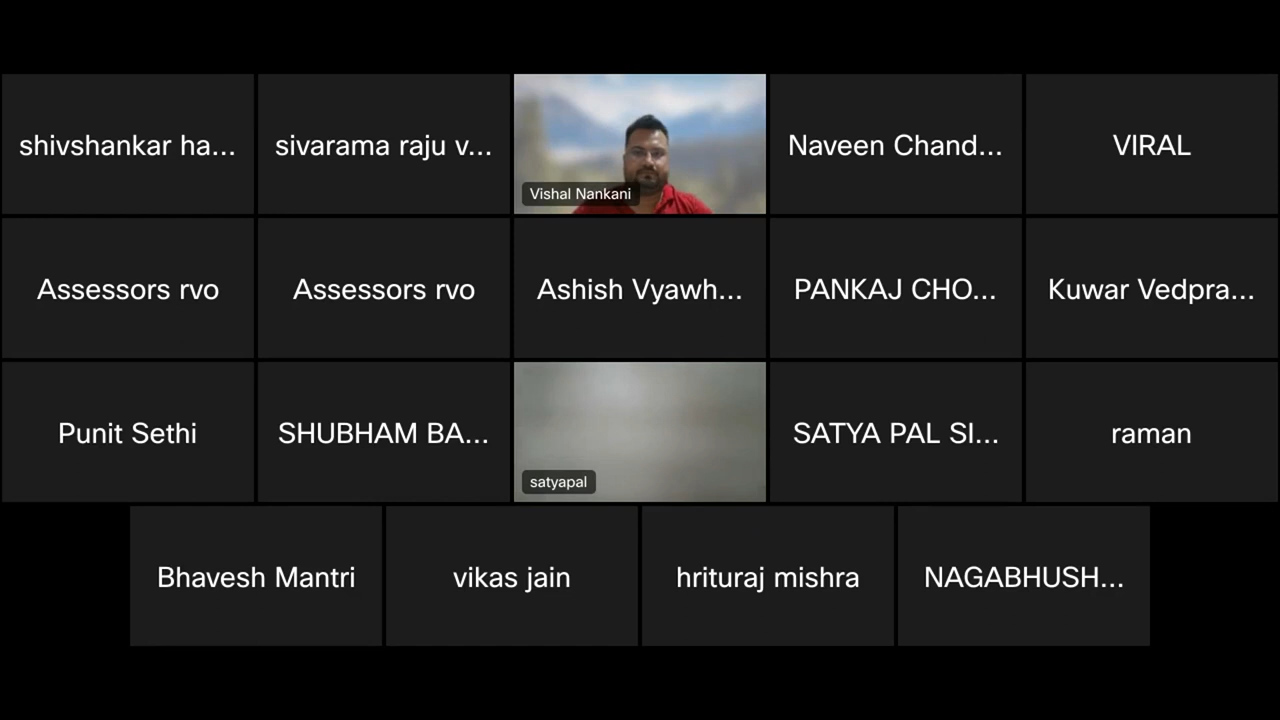 shivshankar ha...
sivarama raju v...
Vishal Nankani
Naveen Chand...
VIRAL
Assessors rvo
Assessors rvo
Ashish Vyawh...
PANKAJ CHO...
Kuwar Vedpra...
Punit Sethi
SHUBHAM BA...
satyapal
SATYA PAL SI...
raman
Bhavesh Mantri
vikas jain
hrituraj mishra
NAGABHUSH...